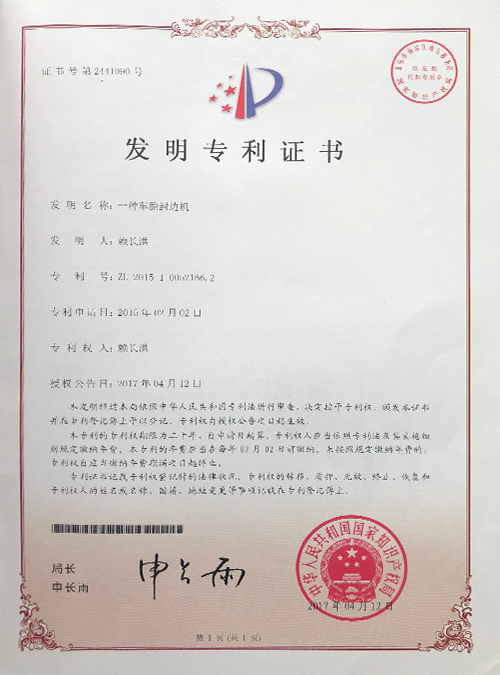 证书号第2441090号
发明专利证书
发 明 名 称：一种车胎封边机
发 明 人：赖长洪
专 利 号：ZL 2015 1 0052186.2
专利申请日：2015年02月02日
专 利 权 人：赖长洪
授权公告日：2017年04月12日
本发明经过本局依照中华人民共和国专利法进行审查，决定授予专利权，颁发本证书
并在专利登记簿上予以登记。专利权自授权公告之日起生效。
本专利的专利权期限为二十年，自申请日起算。专利权人应当依照专利法及其实施细
则规定缴纳年费。本专利的年费应当在每年02月02日前缴纳。未按照规定缴纳年费的，
专利权自应当缴纳年费期满之日起终止。
专利证书记载专利权登记时的法律状况。专利权的转移、质押、无效、终止、恢复和
专利权人的姓名或名称、国籍、地址变更等事项记载在专利登记簿上。
局长
申长雨
申长雨
中华人民共和国国家知识产权局
2017年04月12日
第1页（共1页）